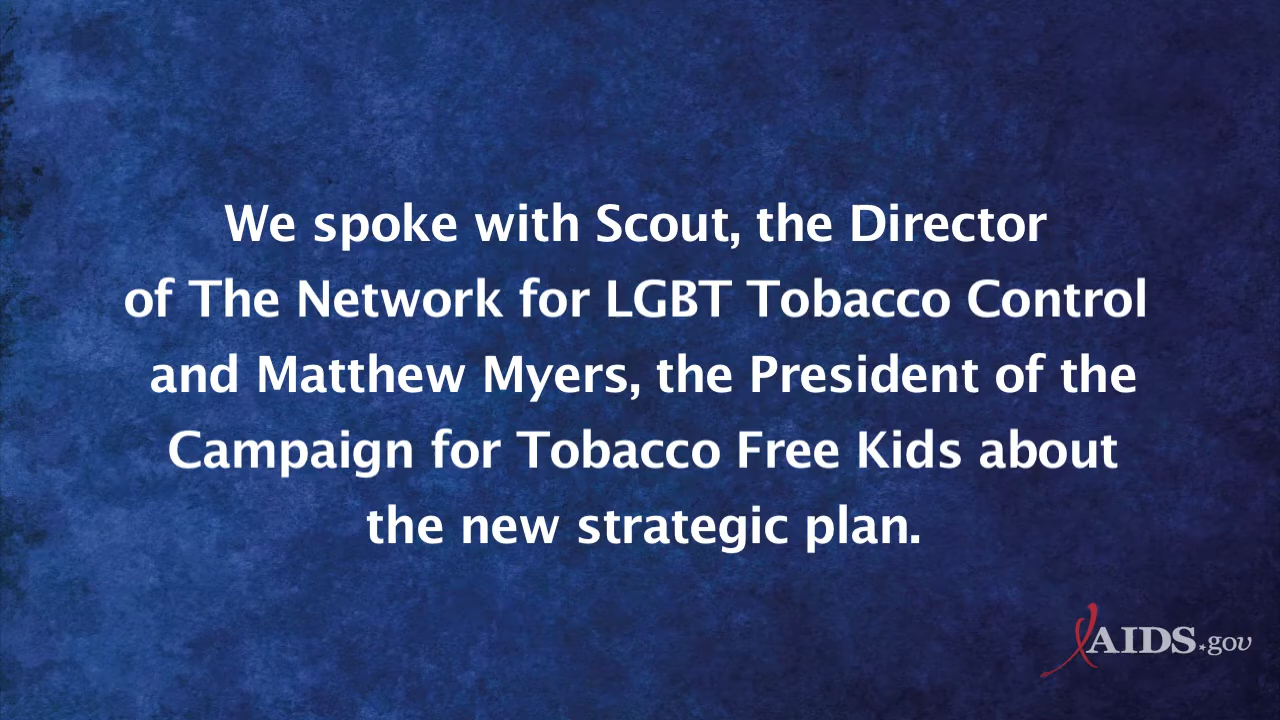 We spoke with Scout, the Director
of The Network for LGBT Tobacco Control
and Matthew Myers, the President of the
Campaign for Tobacco Free Kids about
the new strategic plan.
AIDS.gov